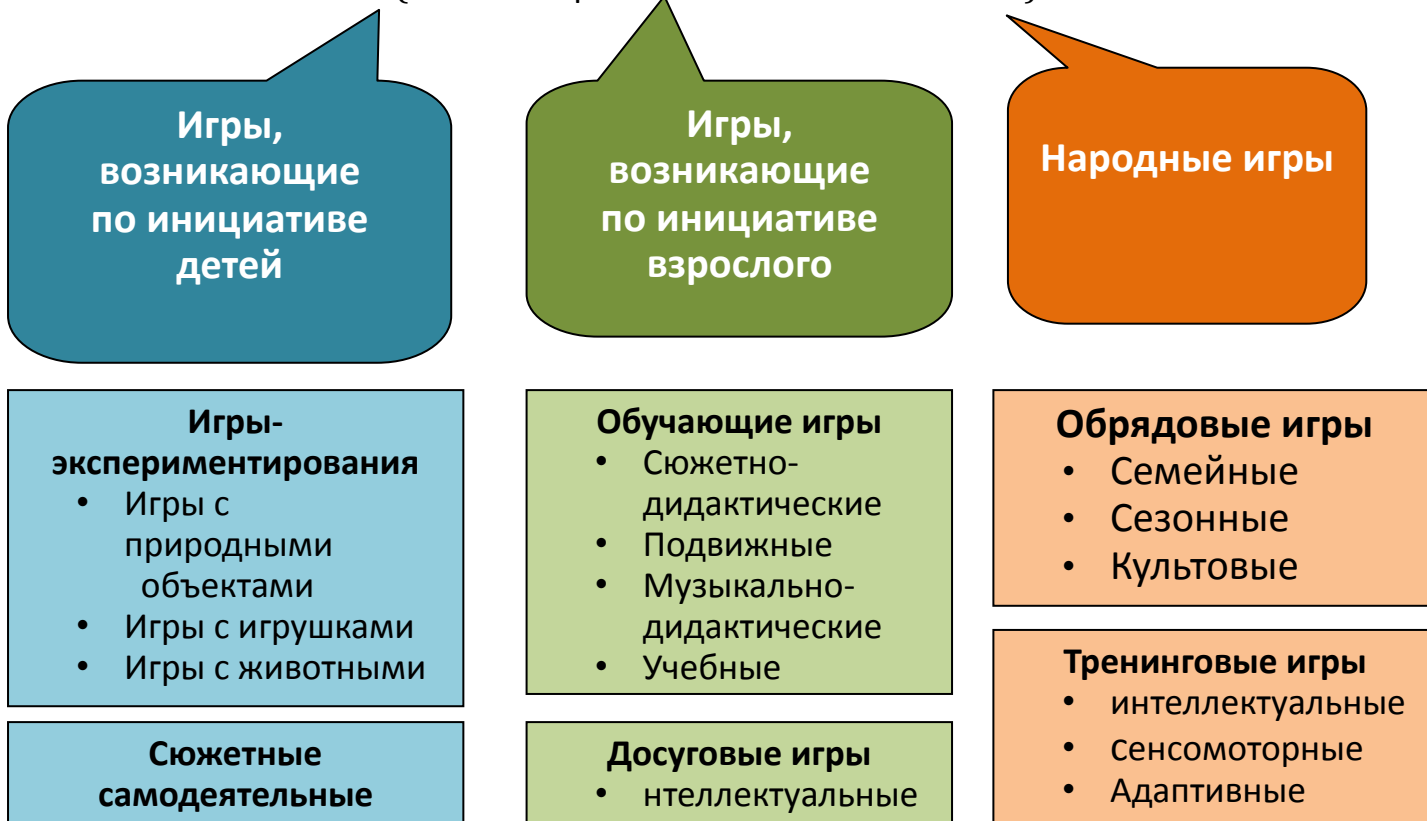 Игры,
возникающие
по инициативе
детей
Игры,
возникающие
по инициативе
взрослого
Народные игры
Игры-
экспериментирования
• Игры с
природными
объектами
• Игры с игрушками
• Игры с животными
Сюжетные
самодеятельные
Обучающие игры
• Сюжетно-
дидактические
• Подвижные
• Музыкально-
дидактические
• Учебные
Досуговые игры
• нтеллектуальные
Обрядовые игры
• Семейные
• Сезонные
• Культовые
Тренинговые игры
• интеллектуальные
• сенсомоторные
• Адаптивные